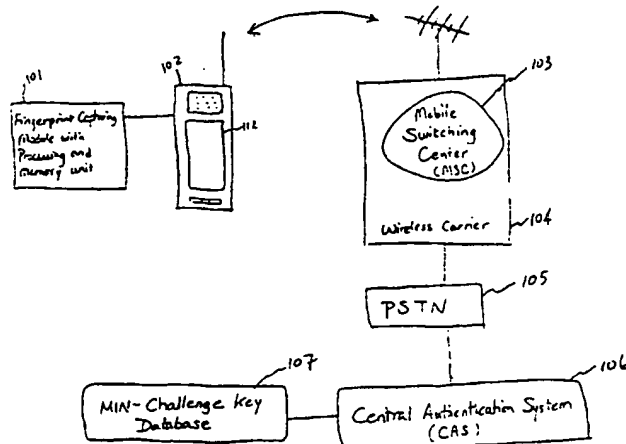 101
Fingerprint Capturing
Module with
Processing and
memory unit
102
112
103
Mobile
Switching
Center
(MSC)
Wireless Carrier
104
PSTN
105
107
MIN-Challenge Key
Database
106
Central Authentication System
(CAS)